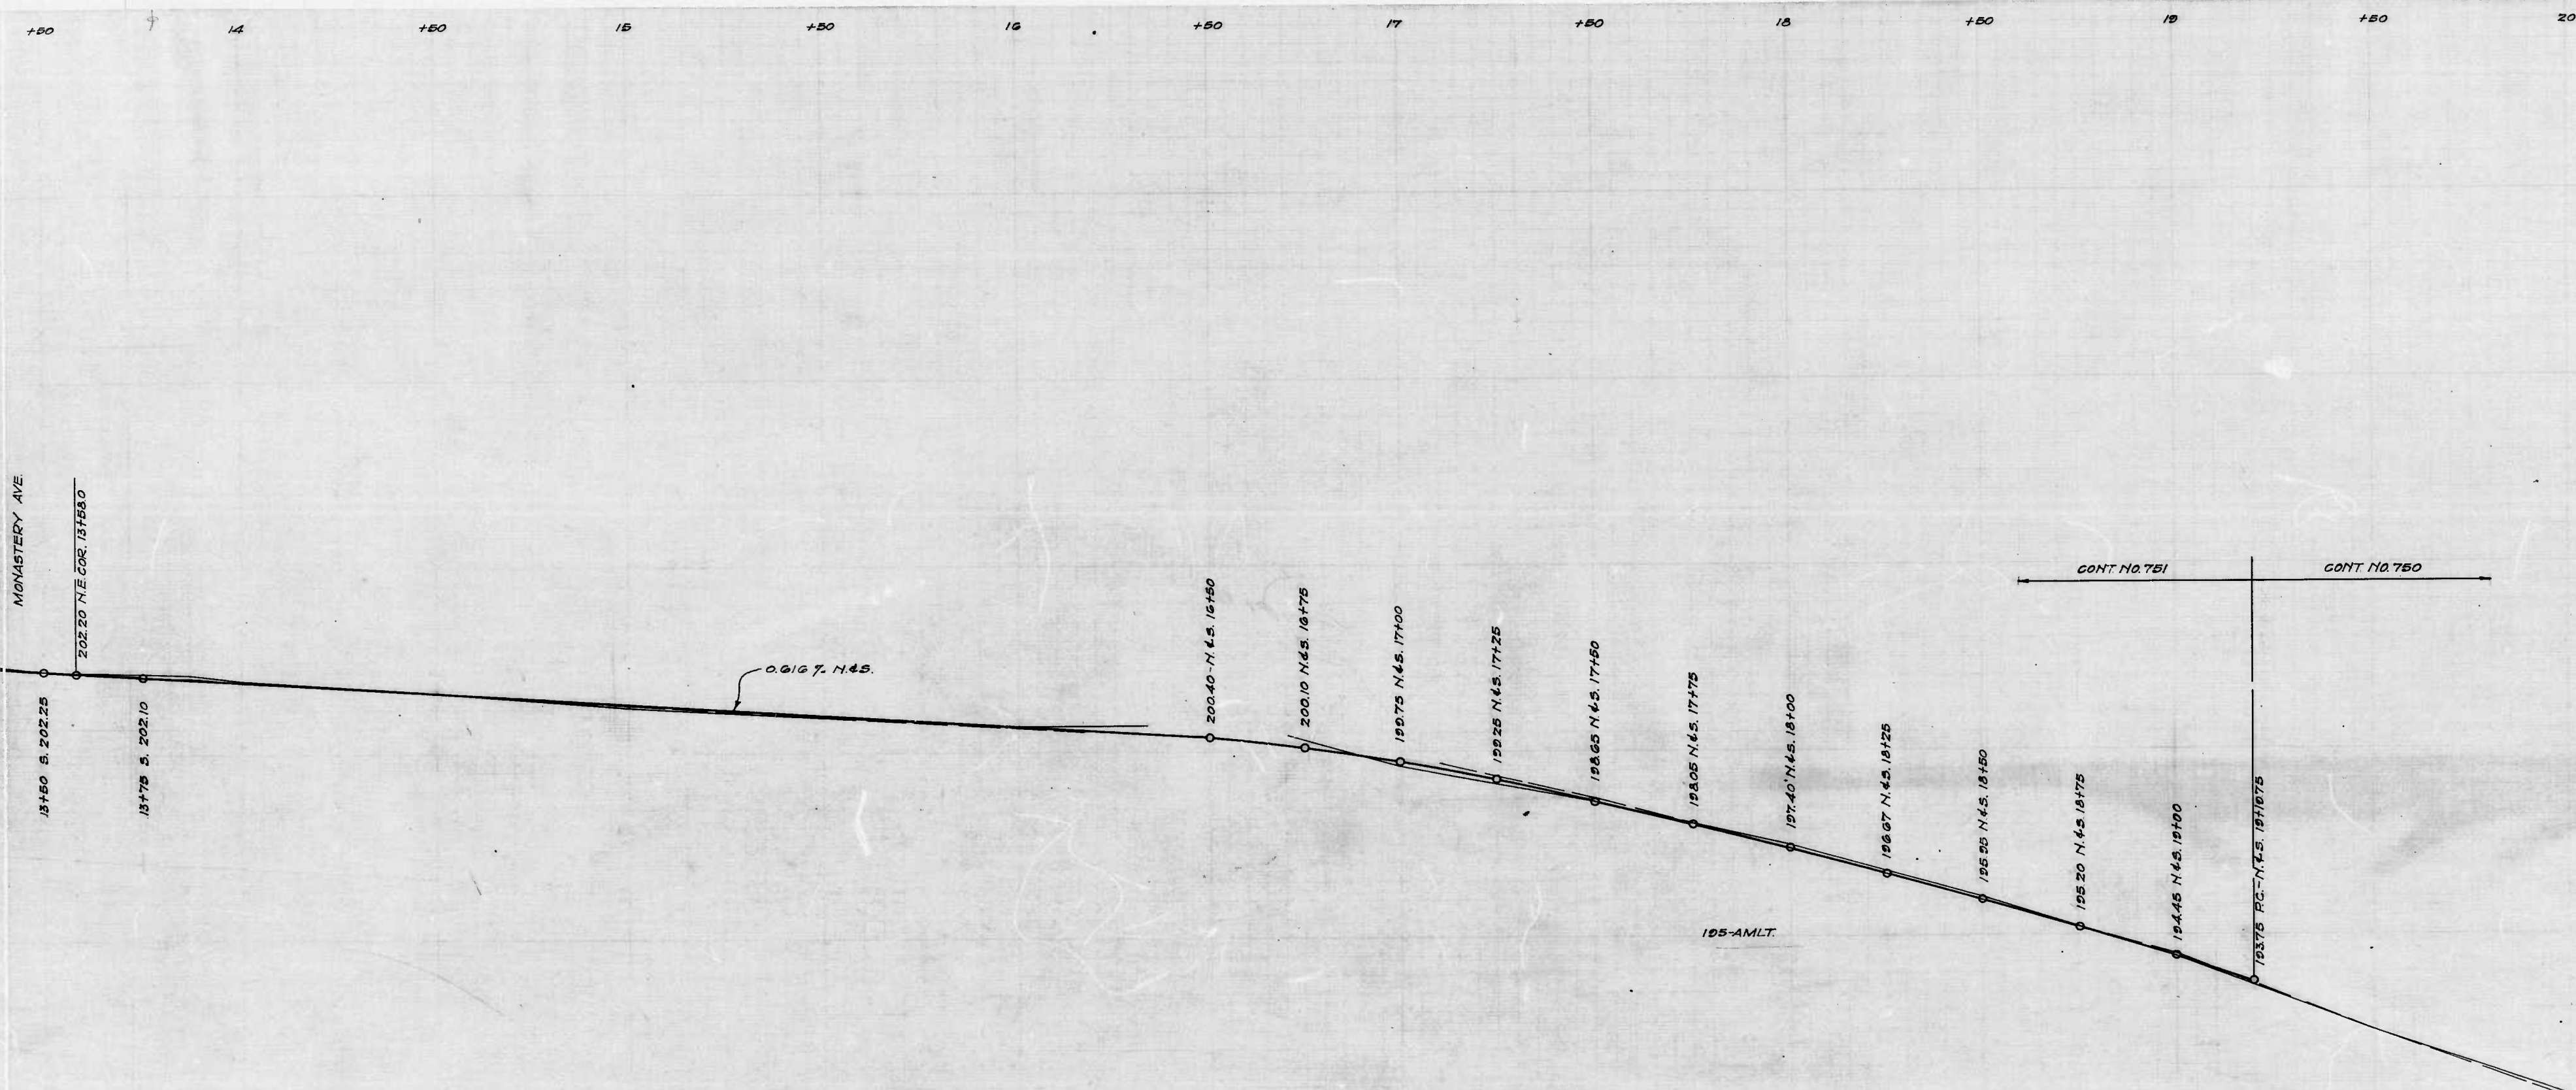 +50 14 +50 15 +50 16 +50 17 +50 18 +50 19 +50 20
MONASTERY AVE.
202.20 N.E. COR. 13+58.0
13+50 S. 202.25
13+75 S. 202.10
0.616 % N.&S.
200.40 - N.&S. 16+50
200.10 N.&S. 16+75
199.75 N.&S. 17+00
199.25 N.&S. 17+25
198.65 N.&S. 17+50
198.05 N.&S. 17+75
197.40' N.&S. 18+00
196.67 N.&S. 18+25
195.95 N.&S. 18+50
195.20 N.&S. 18+75
194.45 N.&S. 19+00
193.75 P.C. - N.&S. 19+19.75
CONT. NO. 751
CONT. NO. 750
195-AMLT.